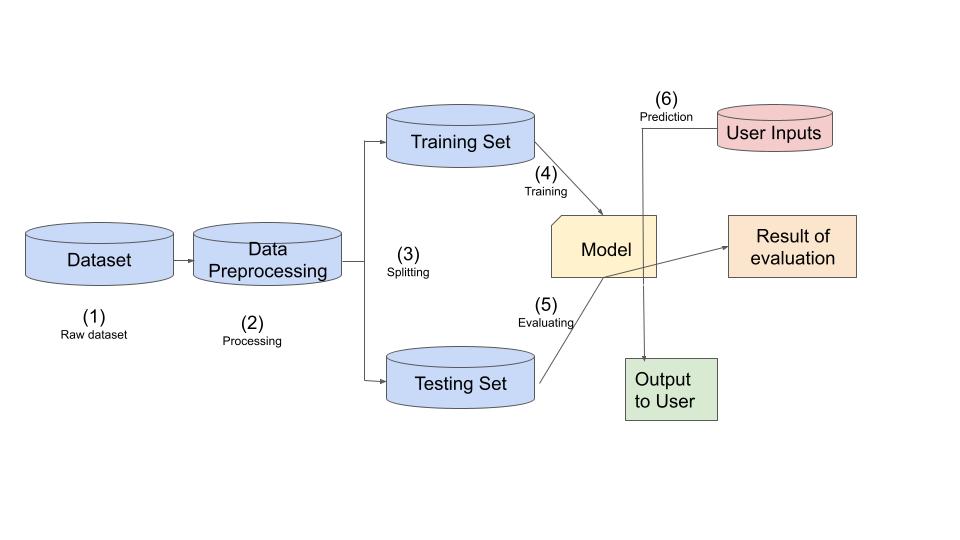 (6)
Prediction
User Inputs
Training Set
(4)
Training
Dataset
Data
Preprocessing
(3)
Splitting
Model
Result of
evaluation
(1)
Raw dataset
(2)
Processing
(5)
Evaluating
Testing Set
Output
to User